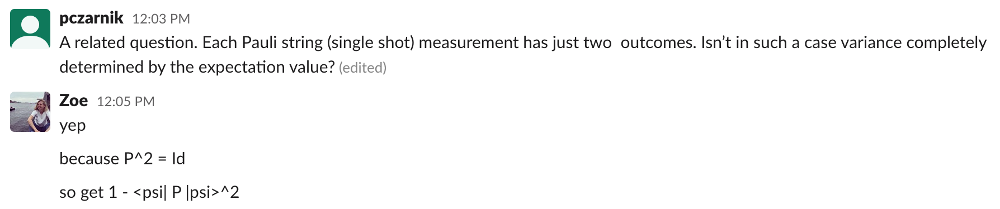 pczarnik 12:03 PM
A related question. Each Pauli string (single shot) measurement has just two  outcomes. Isn’t in such a case variance completely
determined by the expectation value? (edited)
Zoe 12:05 PM
yep
because P^2 = Id
so get 1 - <psi| P |psi>^2